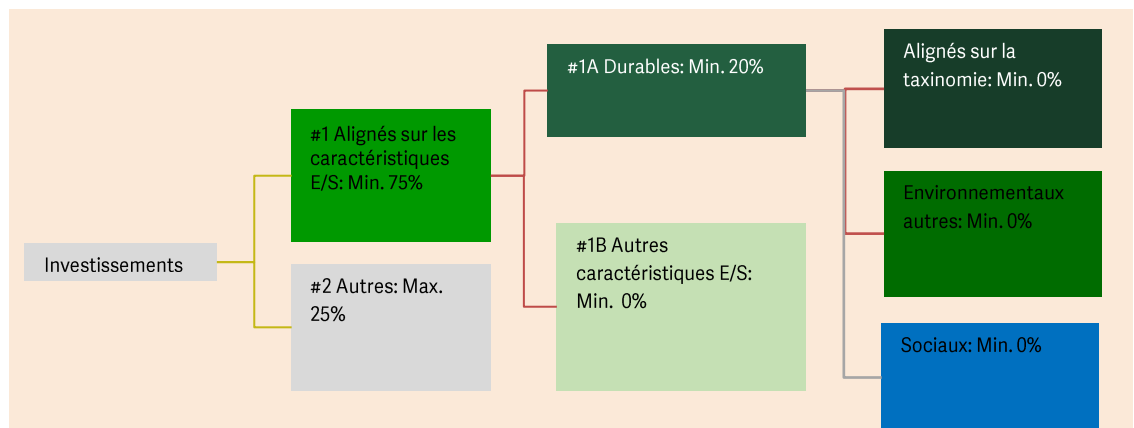 Investissements
#1 Alignés sur les
caractéristiques
E/S: Min. 75%
#2 Autres: Max.
25%
#1A Durables: Min. 20%
#1B Autres
caractéristiques E/S:
Min.  0%
Alignés sur la
taxinomie: Min. 0%
Environnementaux
autres: Min. 0%
Sociaux: Min. 0%